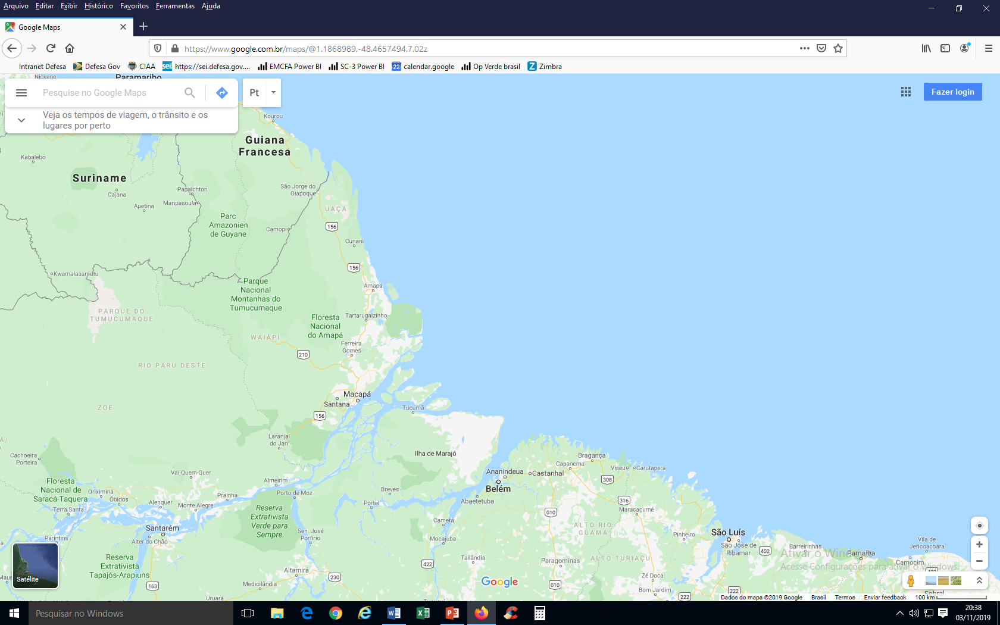 Arquivo Editar Exibir Histórico Favoritos Ferramentas Ajuda
Google Maps
https://www.google.com.br/maps/@1.1868989,-48.4657494,7.02z
Intranet Defesa Defesa Gov CIAA sei https://sei.defesa.gov.... EMCFA Power BI SC-3 Power BI 22 calendar.google Op Verde brasil Z Zimbra
Nickerie
Paramaribo
Pesquise no Google Maps
Pt
Fazer login
Veja os tempos de viagem, o trânsito e os
lugares por perto
Kourou
Guiana
Francesa
Kabalebo
Suriname
Cajana
Papaichton
São Jorge do
Oiapoque
Apetina
Maripasoula
UAÇÁ
Parc
Amazonien
de Guyane
Camopi
156
Cunani
156
Kwamalasamutu
Parque
Nacional
Montanhas do
Tumucumaque
Amapá
PARQUE DO
TUMUCUMAQUE
Floresta
Nacional
do Amapá
Tartarugalzinho
WAIÃPI
Ferreira
Gomes
210
RIO PARU DESTE
Macapá
Santana
ZOE
Tucumã
156
Laranjal
do Jari
Cachoeira
Porteira
Ilha de Marajó
Bragança
Capanema
Viseu
Carutapera
Vai-Quem-Quer
Ananindeua
Castanhal
308
Floresta
Nacional de
Saracá-Taquera
Almeirim
Belém
Oriximiná
Óbidos
Prainha
Porto de Moz
Breves
Abaetetuba
316
Alenquer
Monte Alegre
Portel
Terra Santa
Reserva
Extrativista
Verde para
Sempre
010
Maracaçumé
Cametá
Santarém
Sen. José
Porfírio
ALTO RIO
GUAMÁ
São Luís
Parintins
Alter do Chão
Mocajuba
Pinheiro
São José de
Ribamar
402
Barreirinhas
Vila de
Jericoacoara
Parnaíba
Camocim
Ativar o Windows
Acesse Configurações para ativar o Windows.
Reserva
Extrativista
Tapajós-Arapiuns
Tailândia
Paragominas
ALTO TURIAÇU
422
Satélite
Altamira
230
Zé Doca
163
Medicilândia
Google
010
Bom Jardim
Uruará
222
222
Sobral
Dados do mapa ©2019 Google Brasil Termos Enviar feedback 100 km
Pesquisar no Windows
20:38
03/11/2019